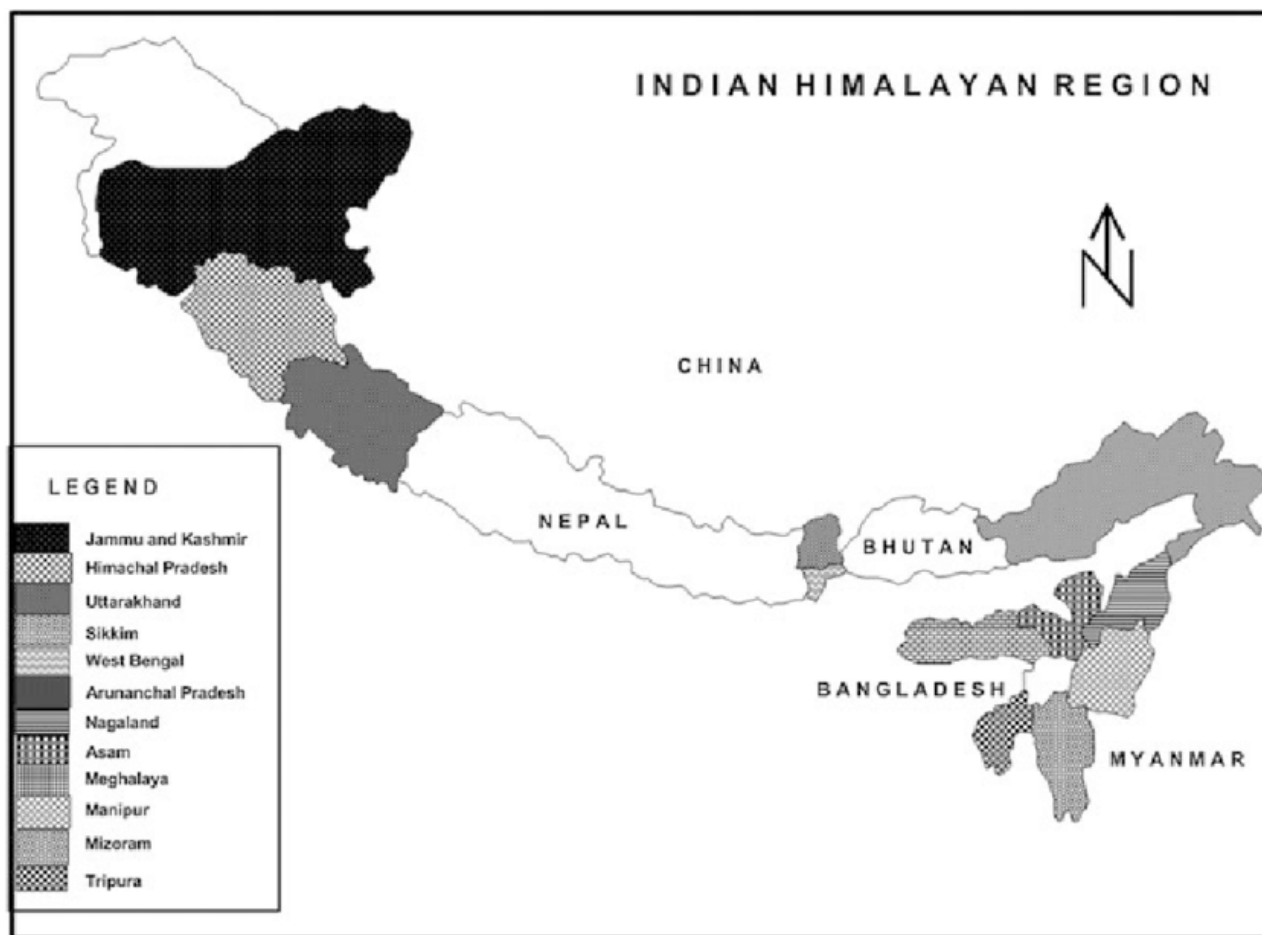 INDIAN HIMALAYAN REGION
N
CHINA
NEPAL
BHUTAN
BANGLADESH
MYANMAR
LEGEND
Jammu and Kashmir
Himachal Pradesh
Uttarakhand
Sikkim
West Bengal
Arunanchal Pradesh
Nagaland
Asam
Meghalaya
Manipur
Mizoram
Tripura